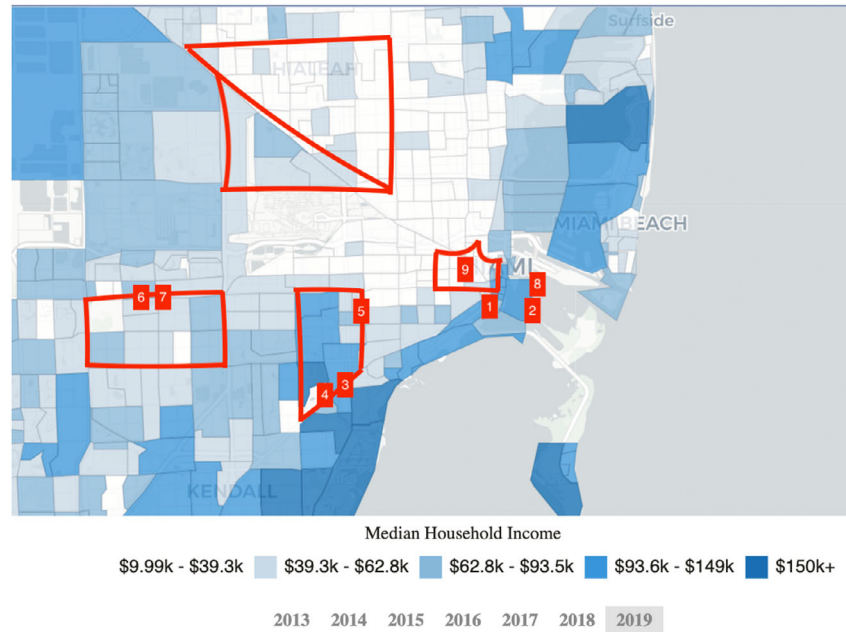 Surfside
HIALEAH
MIAMI BEACH
MI
9
8
6 7
1
2
5
3
4
KENDALL
Median Household Income
$9.99k - $39.3k $39.3k - $62.8k $62.8k - $93.5k $93.6k - $149k $150k+
2013 2014 2015 2016 2017 2018 2019